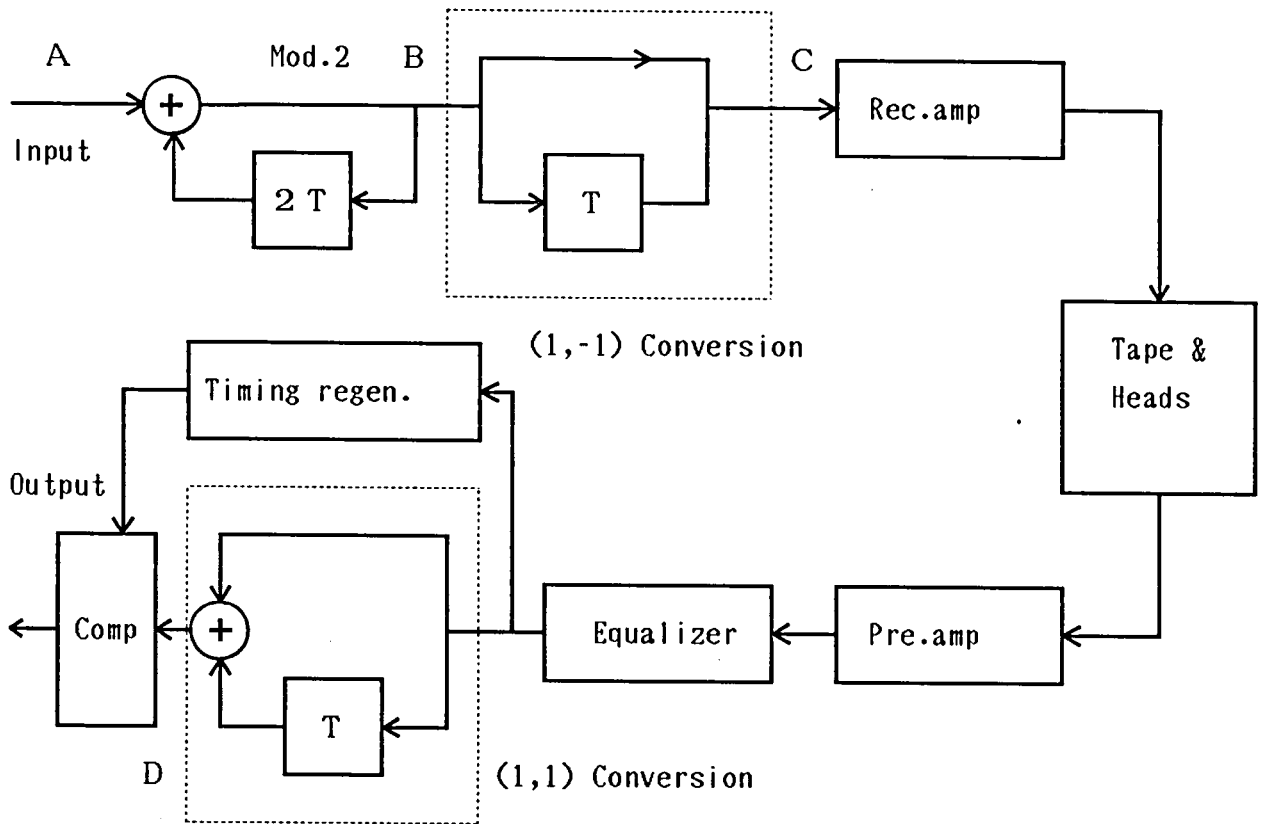 A
Mod.2
B
C
+
Rec.amp
Input
2T
T
(1,-1) Conversion
Tape &
Heads
Timing regen.
Output
Comp
+
Equalizer
Pre.amp
T
D
(1,1) Conversion